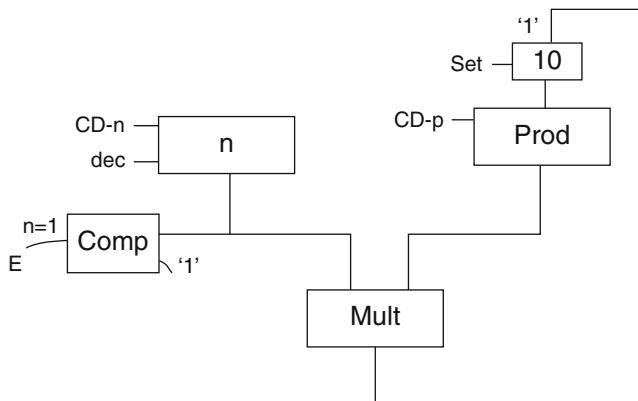 ‘1’
Set
10
CD-p
Prod
CD-n
dec
n
n=1
E
Comp
‘1’
Mult